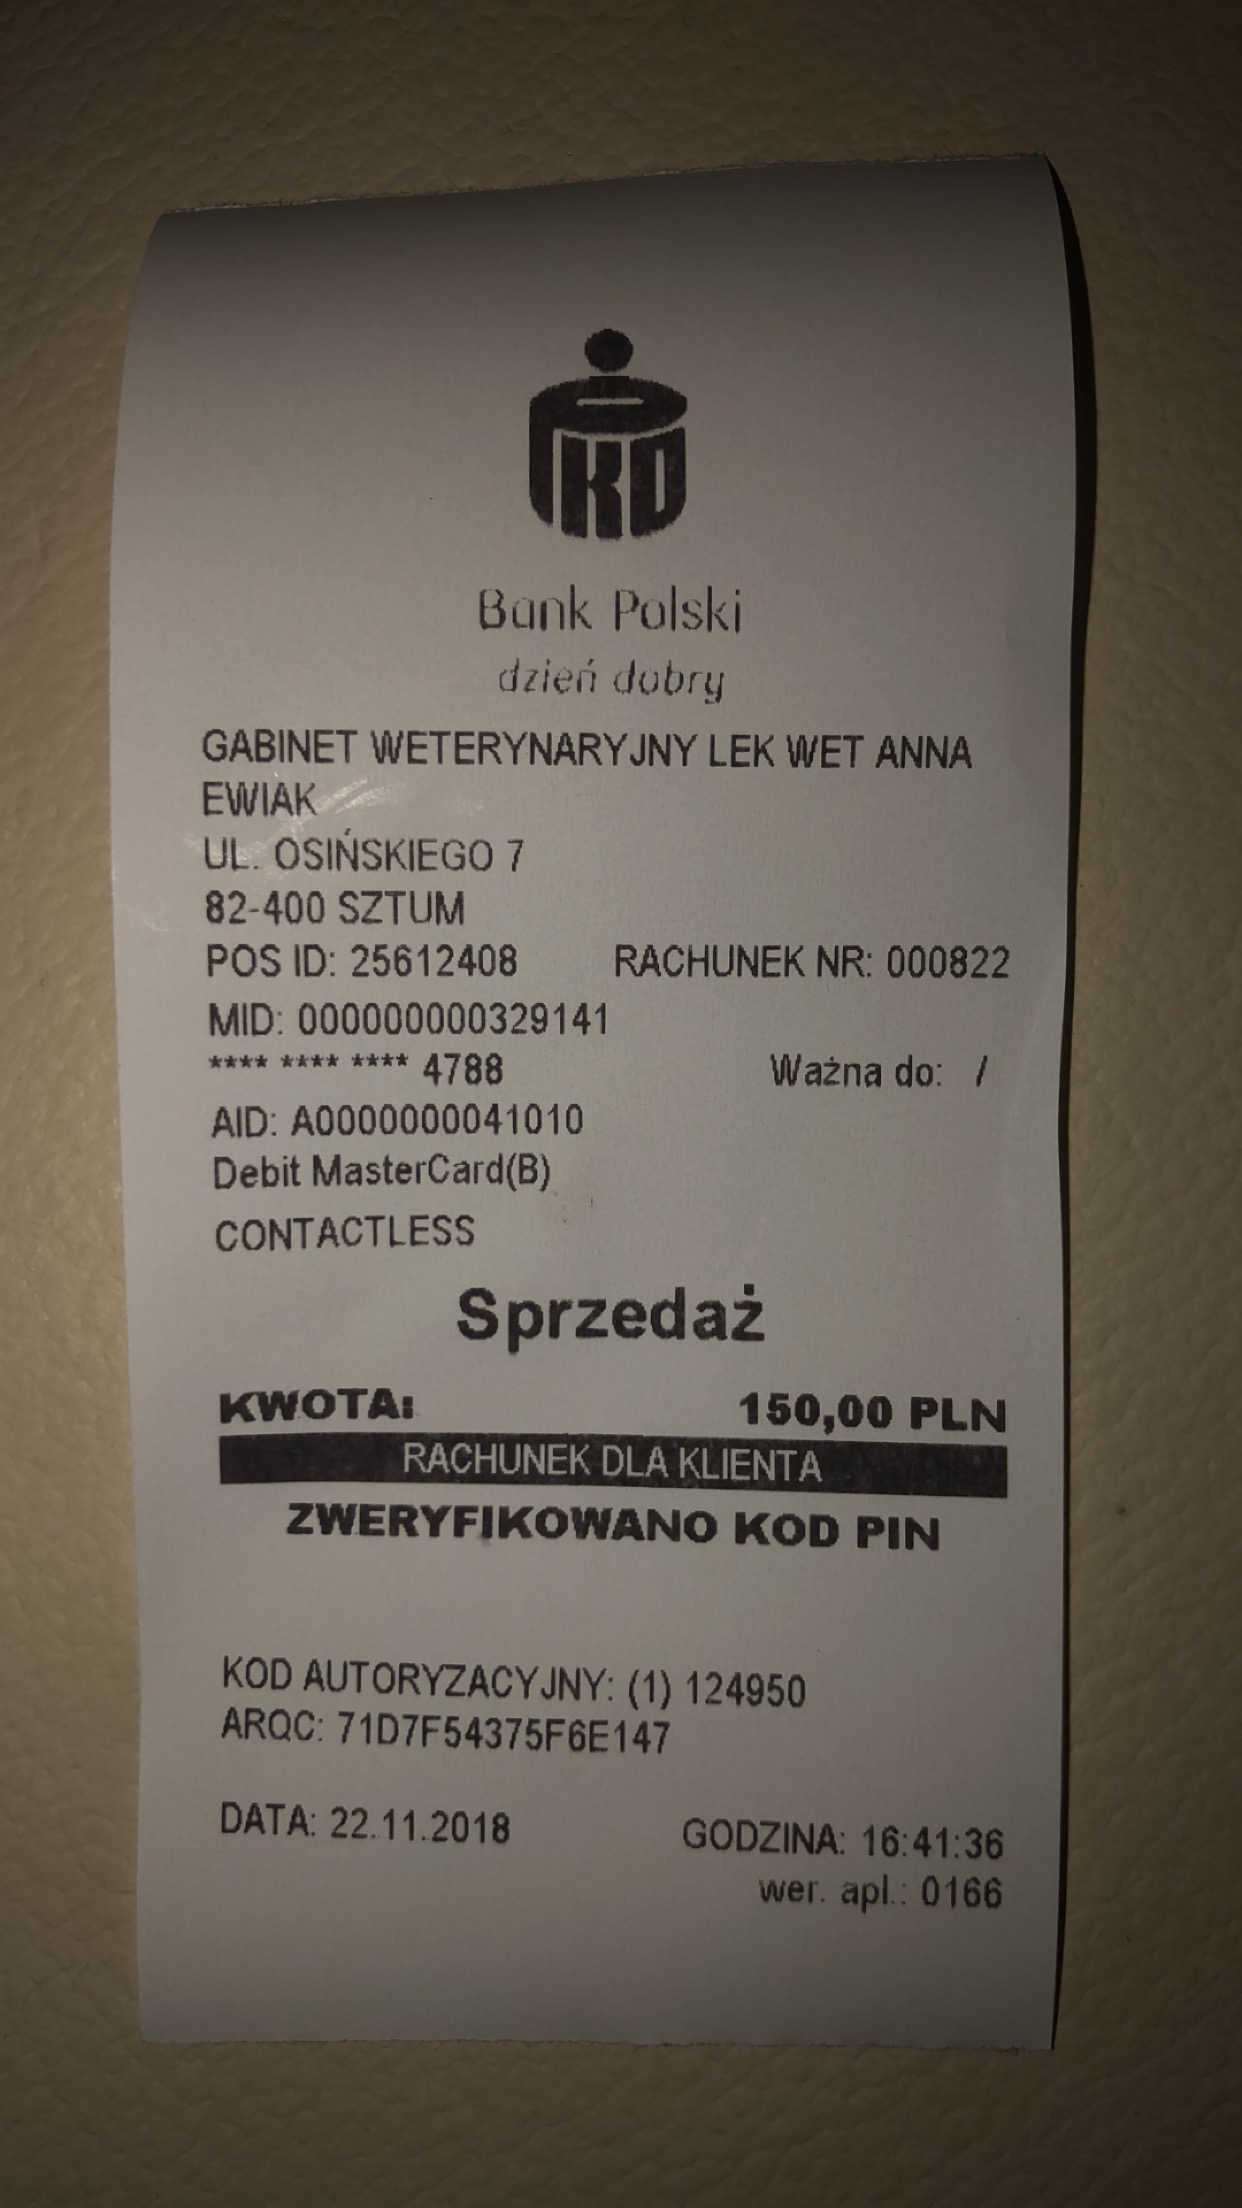 PKO
Bank Polski
dzień dobry
GABINET WETERYNARYJNY LEK WET ANNA
EWIAK
UL. OSIŃSKIEGO 7
82-400 SZTUM
POS ID: 25612408 RACHUNEK NR: 000822
MID: 000000000329141
**** **** **** 4788 Ważna do: /
AID: A0000000041010
Debit MasterCard(B)
CONTACTLESS
Sprzedaż
KWOTA: 150,00 PLN
RACHUNEK DLA KLIENTA
ZWERYFIKOWANO KOD PIN
KOD AUTORYZACYJNY: (1) 124950
ARQC: 71D7F54375F6E147
DATA: 22.11.2018 GODZINA: 16:41:36
wer. apl.: 0166